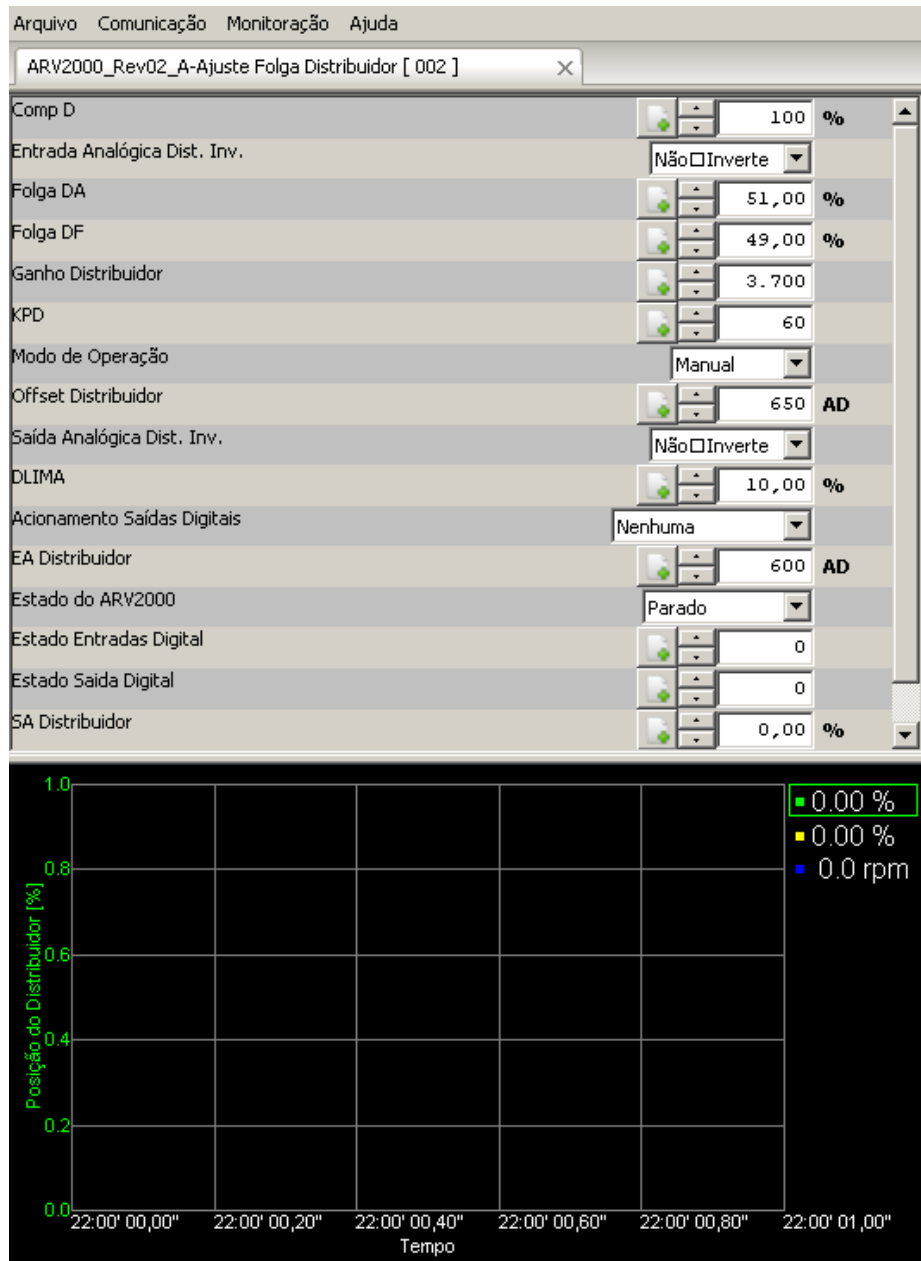 Arquivo Comunicação Monitoração Ajuda
ARV2000_Rev02_A-Ajuste Folga Distribuidor [ 002 ]
Comp D 100 %
Entrada Analógica Dist. Inv. Não□Inverte
Folga DA 51,00 %
Folga DF 49,00 %
Ganho Distribuidor 3.700
KPD 60
Modo de Operação Manual
Offset Distribuidor 650 AD
Saída Analógica Dist. Inv. Não□Inverte
DLIMA 10,00 %
Acionamento Saídas Digitais Nenhuma
EA Distribuidor 600 AD
Estado do ARV2000 Parado
Estado Entradas Digital 0
Estado Saida Digital 0
SA Distribuidor 0,00 %
Posição do Distribuidor [%]
1.0
0.8
0.6
0.4
0.2
0.0
0.00 %
0.00 %
0.0 rpm
22:00' 00,00" 22:00' 00,20" 22:00' 00,40" 22:00' 00,60" 22:00' 00,80" 22:00' 01,00"
Tempo